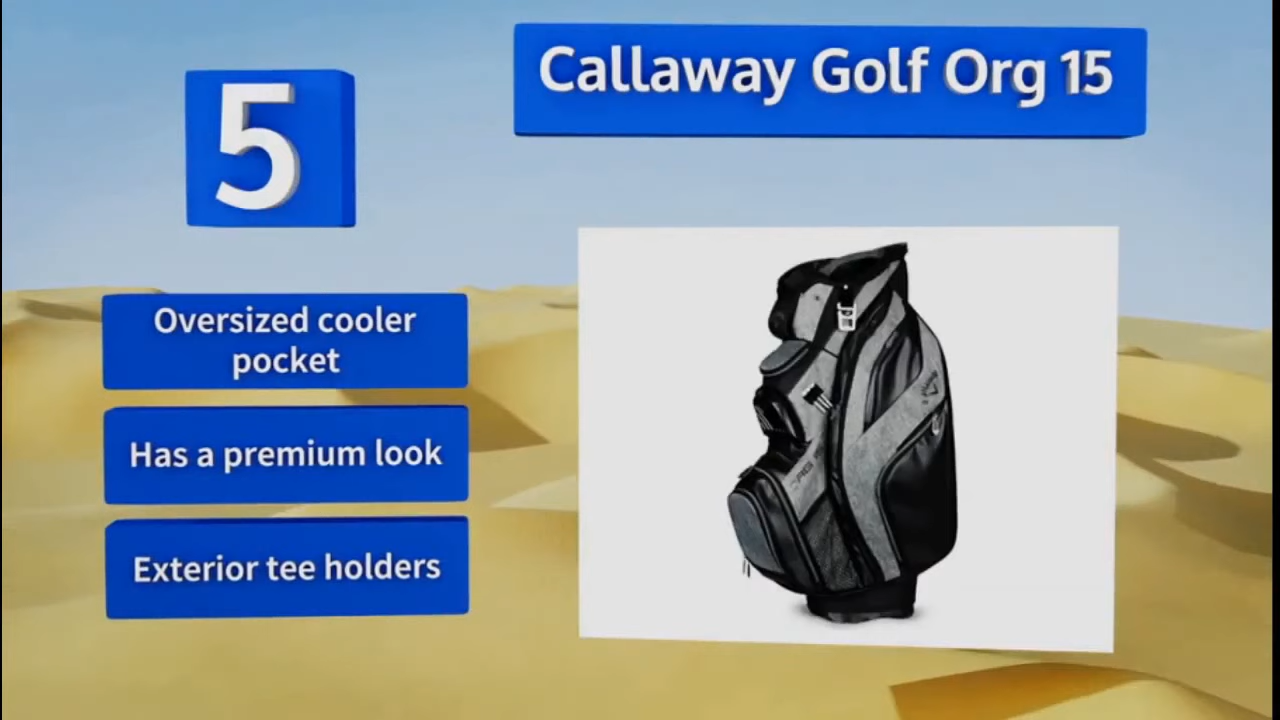 5
Callaway Golf Org 15
Oversized cooler
pocket
Has a premium look
Exterior tee holders